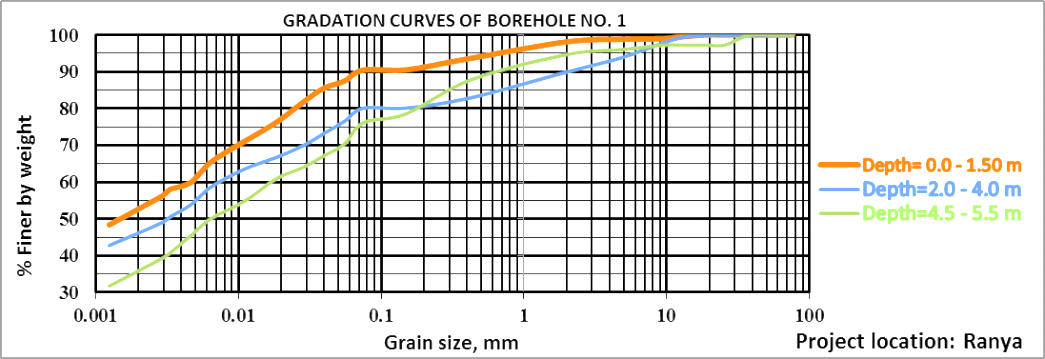 GRADATION CURVES OF BOREHOLE NO. 1
100
90
80
70
60
50
40
30
% Finer by weight
0.001 0.01 0.1 1 10 100
Grain size, mm
Depth= 0.0 - 1.50 m
Depth=2.0 - 4.0 m
Depth=4.5 - 5.5 m
Project location: Ranya